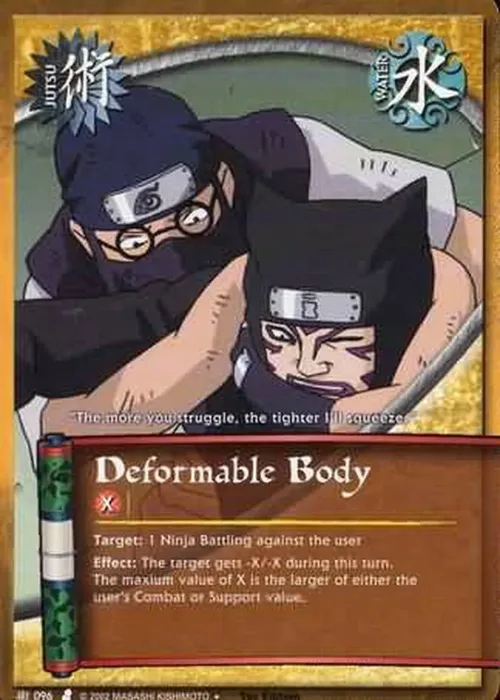 JUTSU
術
WATER
水
"The more you struggle, the tighter I'll squeeze."
Deformable Body
X
Target: 1 Ninja Battling against the user
Effect: The target gets -X/-X during this turn.
The maxium value of X is the larger of either the
user's Combat or Support value.
術 096 © 2002 MASASHI KISHIMOTO
1st Edition